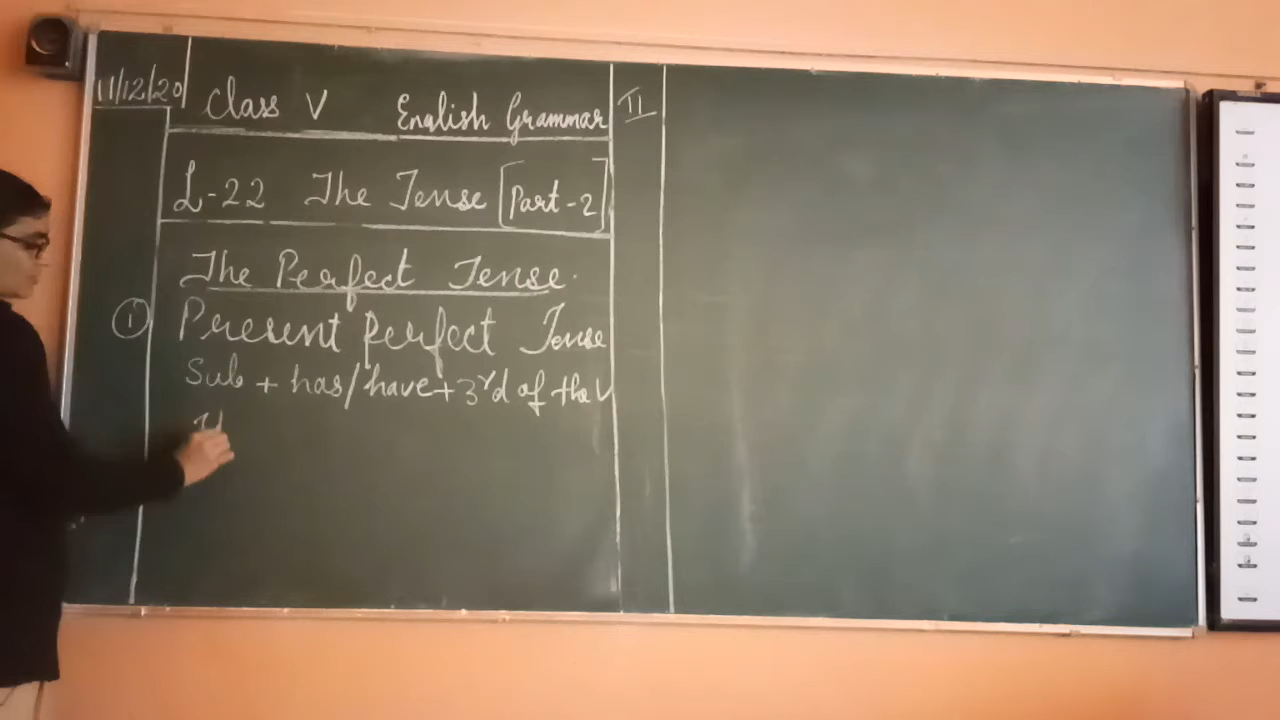 11/12/20
Class V English Grammar
II
L-22 The Tense [Part-2]
The Perfect Tense.
① Present Perfect Tense
Sub + has/have + 3rd of the V